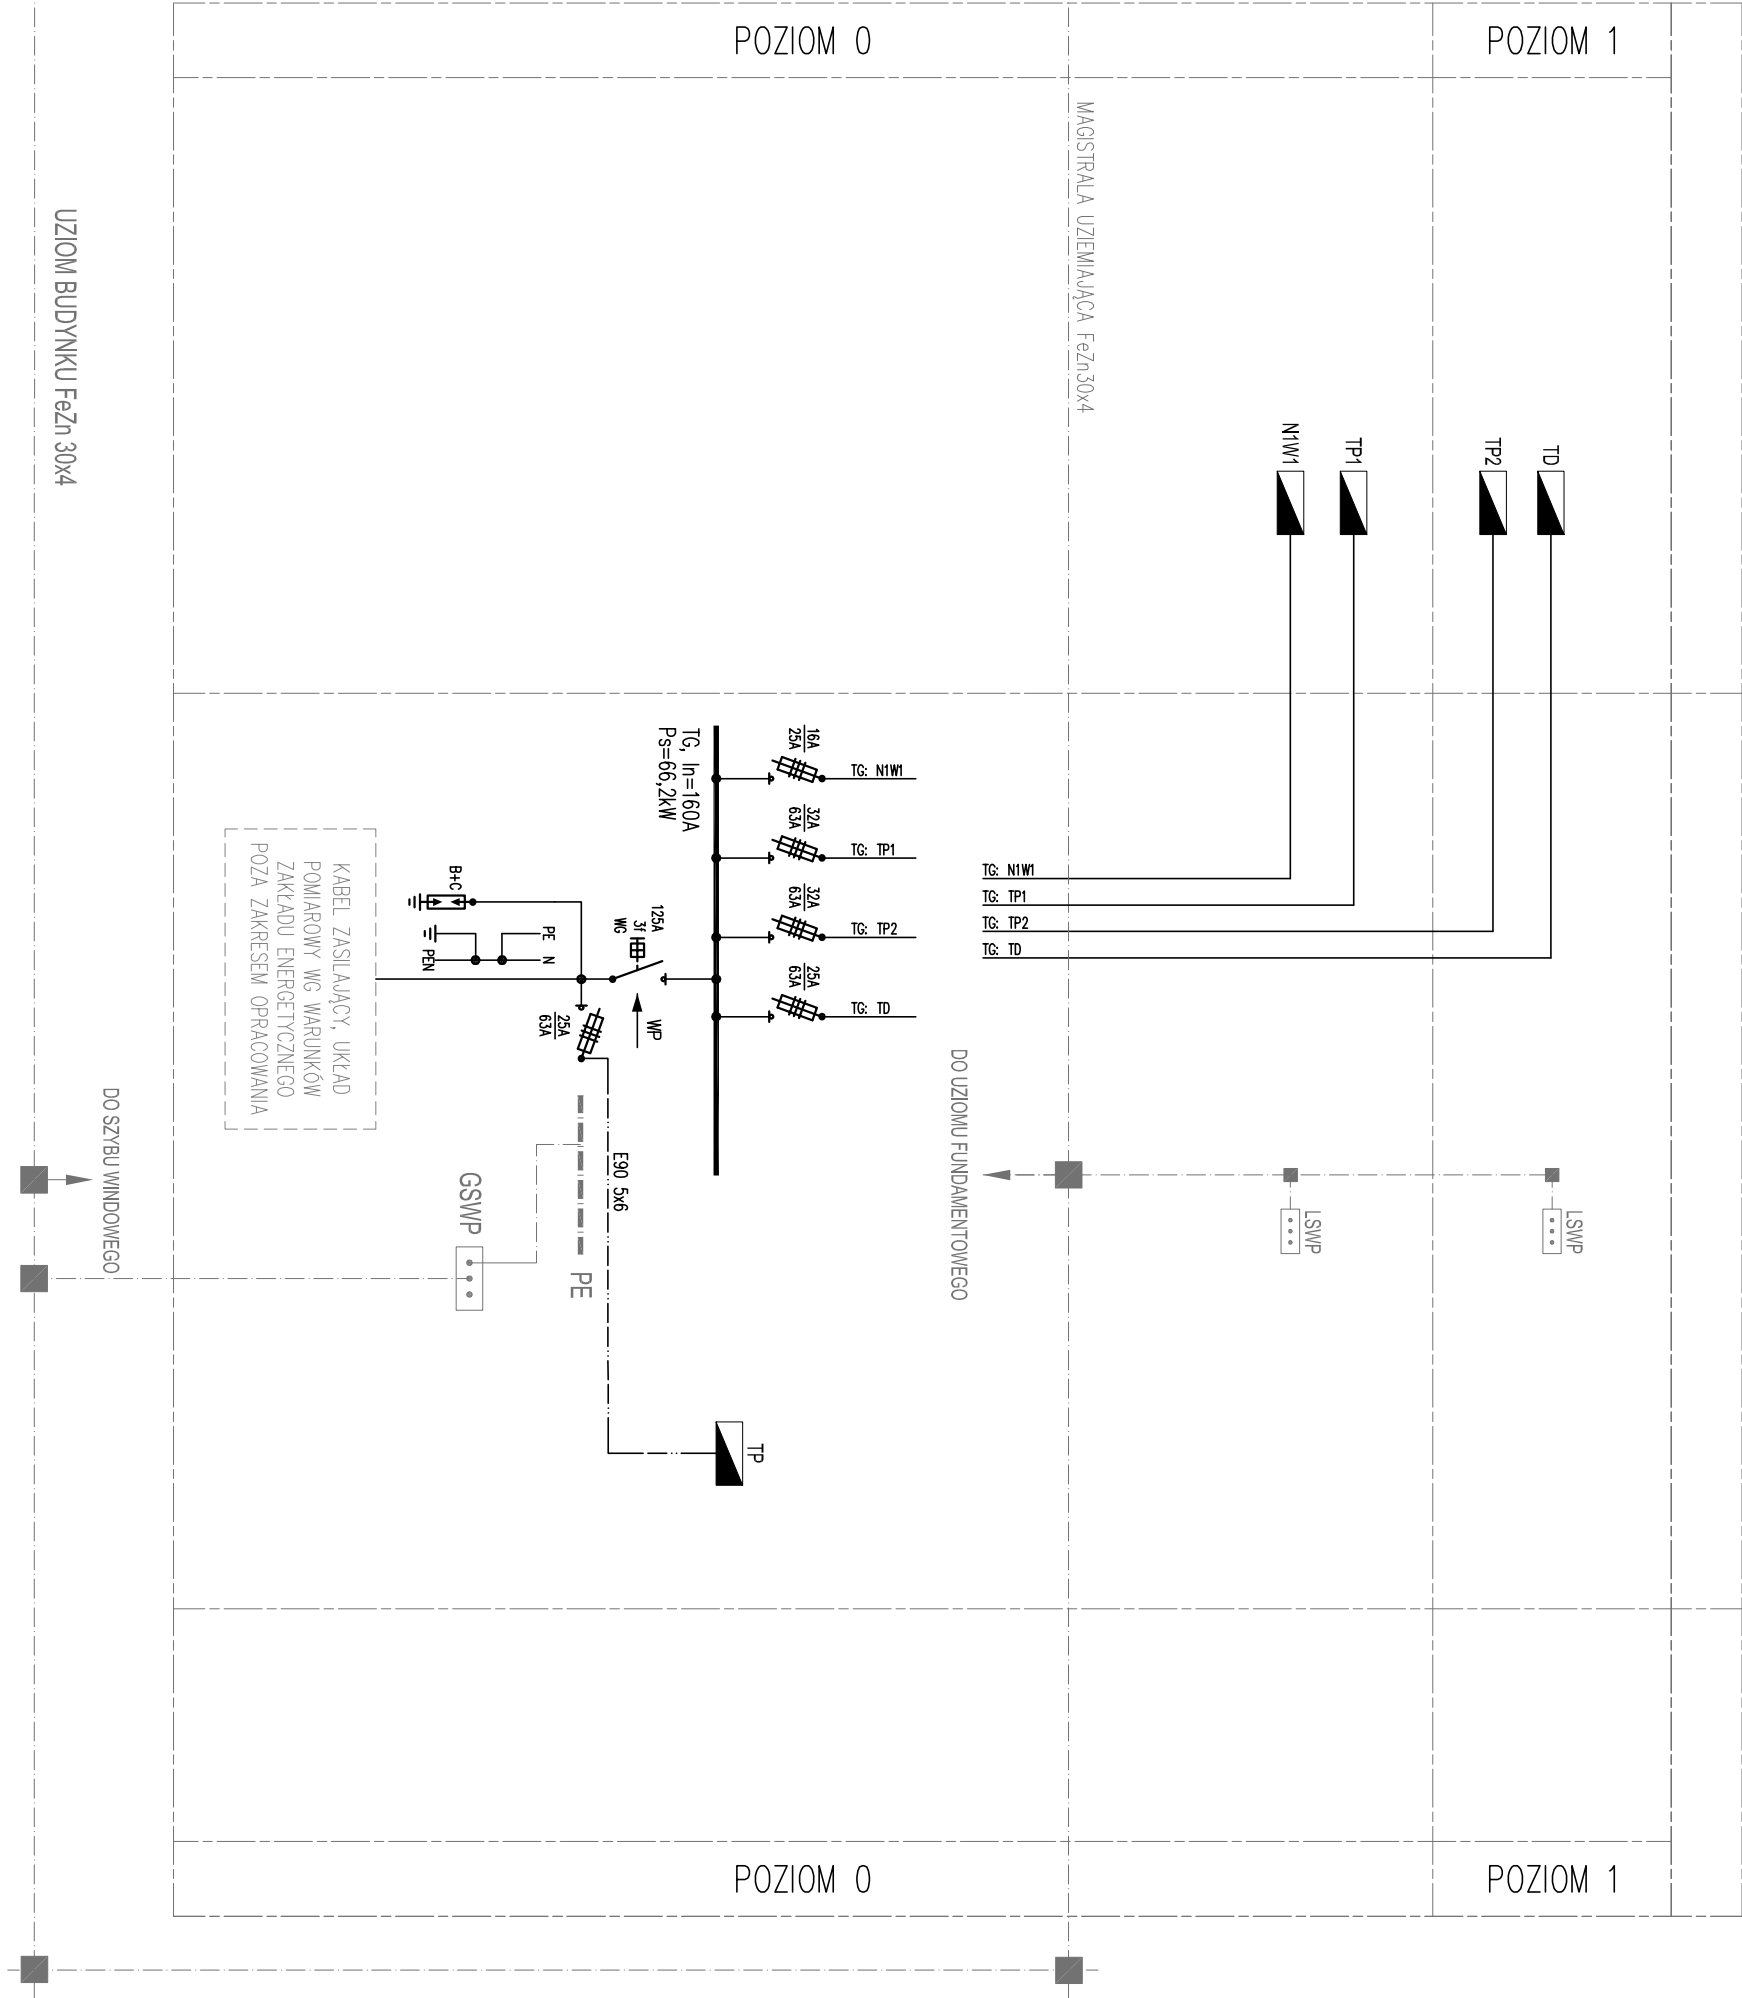 POZIOM 0
POZIOM 1
MAGISTRALA UZIEMIAJĄCA FeZn30x4
UZIOM BUDYNKU FeZn 30x4
N1W1
TP1
TP2
TD
TG, In=160A
Ps=66,2kW
16A
25A
TG: N1W1
32A
63A
TG: TP1
32A
63A
TG: TP2
25A
63A
TG: TD
TG: N1W1
TG: TP1
TG: TP2
TG: TD
KABEL ZASILAJĄCY, UKŁAD
POMIAROWY WG WARUNKÓW
ZAKŁADU ENERGETYCZNEGO
POZA ZAKRESEM OPRACOWANIA
B+C
PE
N
PEN
125A
3f
WG
WP
25A
63A
E90 5x6
PE
GSWP
DO UZIOMU FUNDAMENTOWEGO
DO SZYBU WINDOWEGO
LSWP
LSWP
TP
POZIOM 0
POZIOM 1